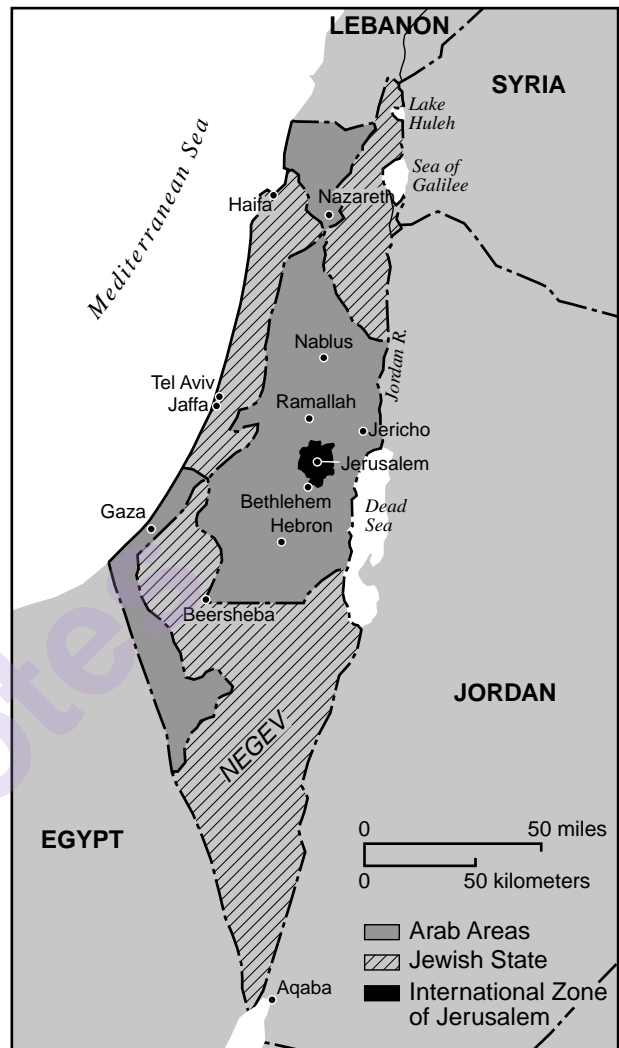 LEBANON
SYRIA
Lake
Huleh
Sea of
Galilee
Mediterranean Sea
Haifa
Nazareth
Nablus
Jordan R.
Tel Aviv
Jaffa
Ramallah
Jericho
Jerusalem
Bethlehem
Dead
Sea
Gaza
Hebron
Beersheba
NEGEV
JORDAN
EGYPT
0 50 miles
0 50 kilometers
Arab Areas
Jewish State
International Zone
of Jerusalem
Aqaba
otes